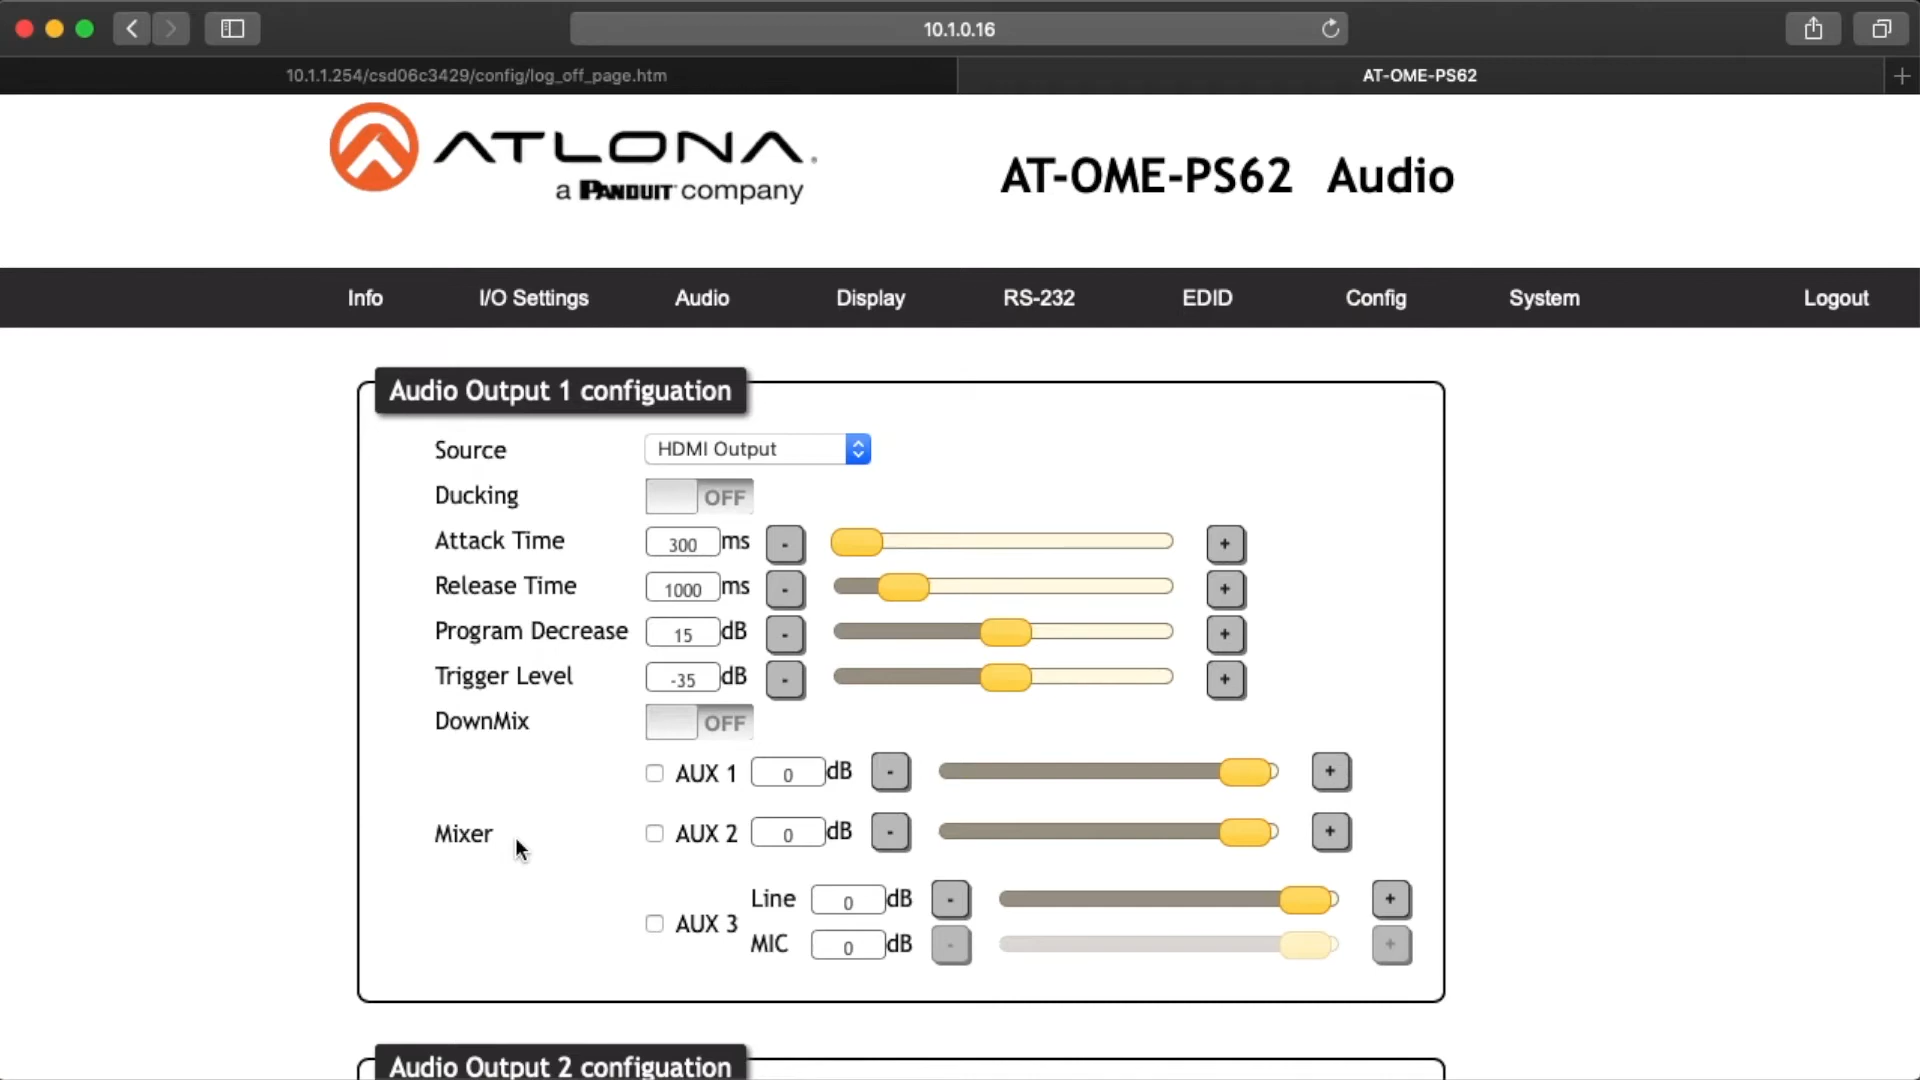 10.1.0.16
10.1.1.254/csd06c3429/config/log_off_page.htm
AT-OME-PS62
ATLONA.
a PANDUIT company
AT-OME-PS62 Audio
Info
I/O Settings
Audio
Display
RS-232
EDID
Config
System
Logout
Audio Output 1 configuation
Source HDMI Output
Ducking OFF
Attack Time 300 ms - +
Release Time 1000 ms - +
Program Decrease 15 dB - +
Trigger Level -35 dB - +
DownMix OFF
AUX 1 0 dB - +
Mixer AUX 2 0 dB - +
Line 0 dB - +
AUX 3
MIC 0 dB - +
Audio Output 2 configuation